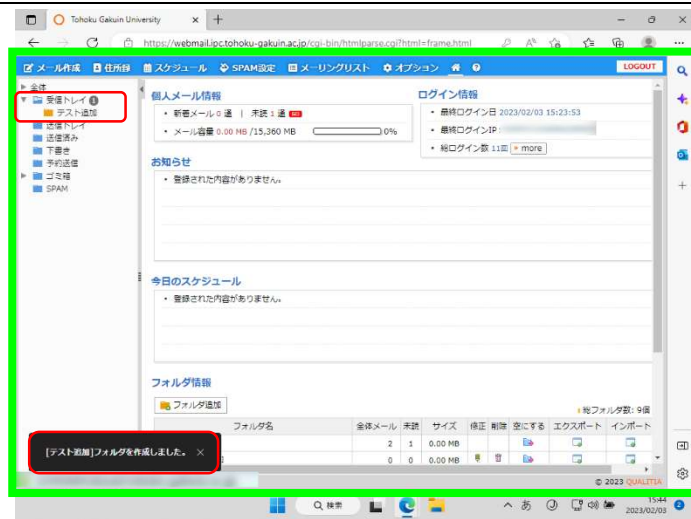 Tohoku Gakuin University
https://webmail.ipc.tohoku-gakuin.ac.jp/cgi-bin/htmlparse.cgi?html=frame.html
メール作成 住所録 スケジュール SPAM設定 メーリングリスト オプション LOGOUT
全体
受信トレイ 1
テスト追加
送信トレイ
送信済み
下書き
予約送信
ゴミ箱
SPAM
個人メール情報
・ 新着メール 0 通 | 未読 1 通
・ メール容量 0.00 MB /15,360 MB 0%
ログイン情報
・ 最終ログイン日 2023/02/03 15:23:53
・ 最終ログインIP :
・ 総ログイン数 11回 more
お知らせ
・ 登録された内容がありません。
今日のスケジュール
・ 登録された内容がありません。
フォルダ情報
フォルダ追加
総フォルダ数: 9個
フォルダ名 全体メール 未読 サイズ 修正 削除 空にする エクスポート インポート
2 1 0.00 MB
0 0 0.00 MB
[テスト追加]フォルダを作成しました。 ×
© 2023 QUALITIA
検索
あ
15:44
2023/02/03
2